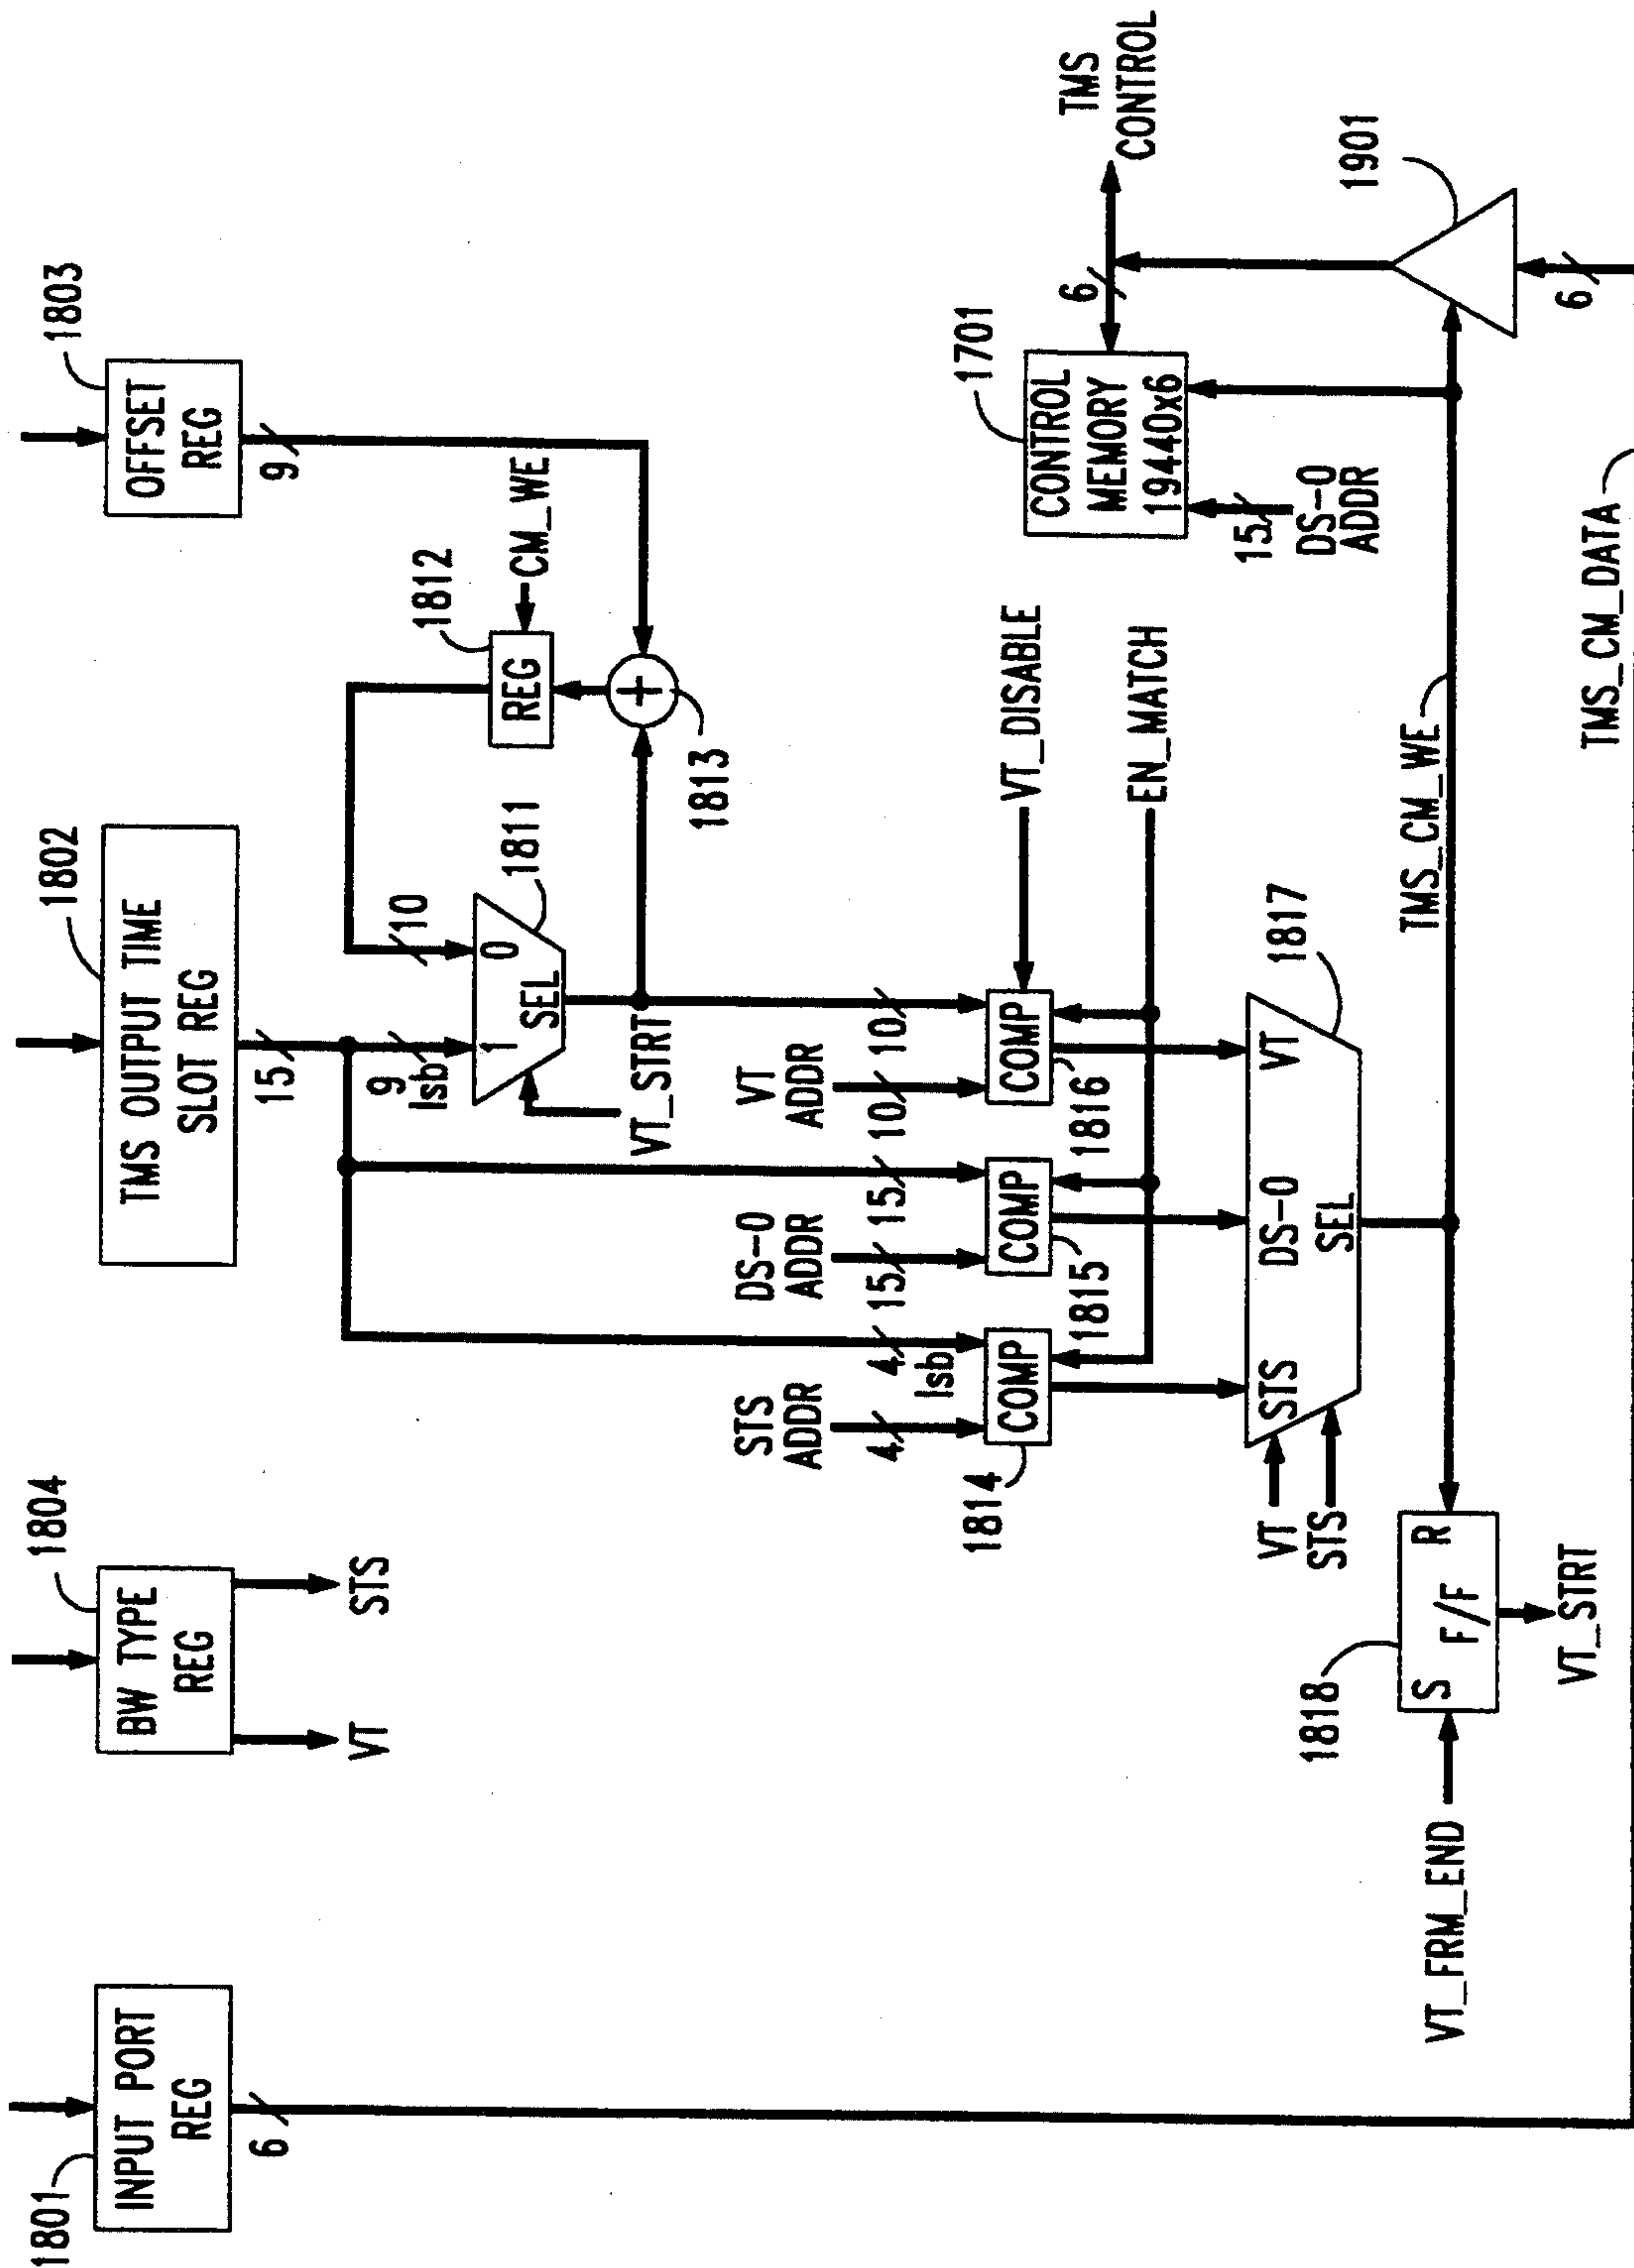 1801
INPUT PORT
REG
6
1804
BW TYPE
REG
VT
STS
1802
TMS OUTPUT TIME
SLOT REG
15
9
lsb
1803
OFFSET
REG
9
10
1
0
SEL
1811
VT_STRT
1812
REG
CM_WE
+
1813
STS
ADDR
4
4
lsb
DS-0
ADDR
15
15
VT
ADDR
10
10
VT_DISABLE
1814
COMP
COMP
1815
COMP
1816
EN_MATCH
VT
STS
STS
DS-0
VT
SEL
1817
1701
CONTROL
MEMORY
19440x6
15
DS-0
ADDR
6
TMS
CONTROL
VT_FRM_END
1818
S
R
F/F
VT_STRT
TMS_CM_WE
1901
6
TMS_CM_DATA